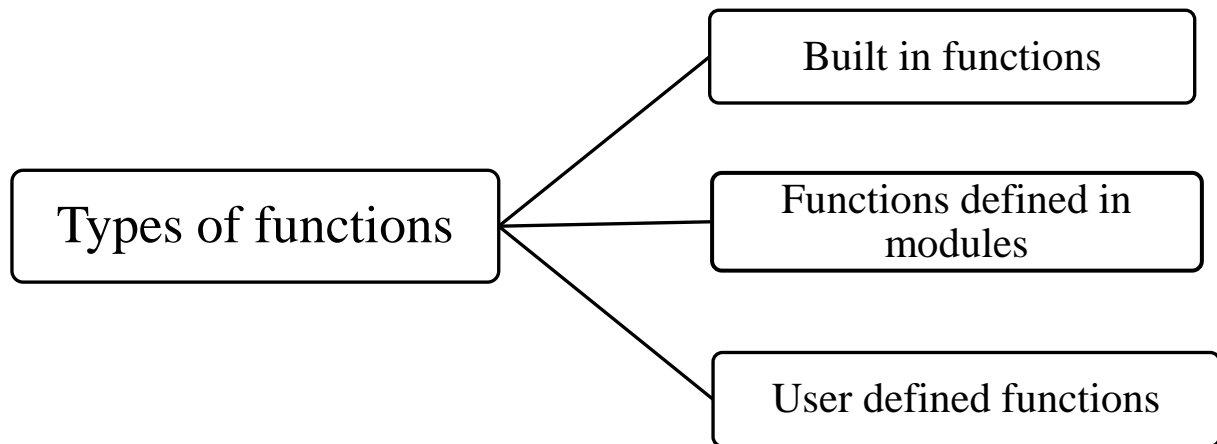 Built in functions
Types of functions
Functions defined in
modules
User defined functions